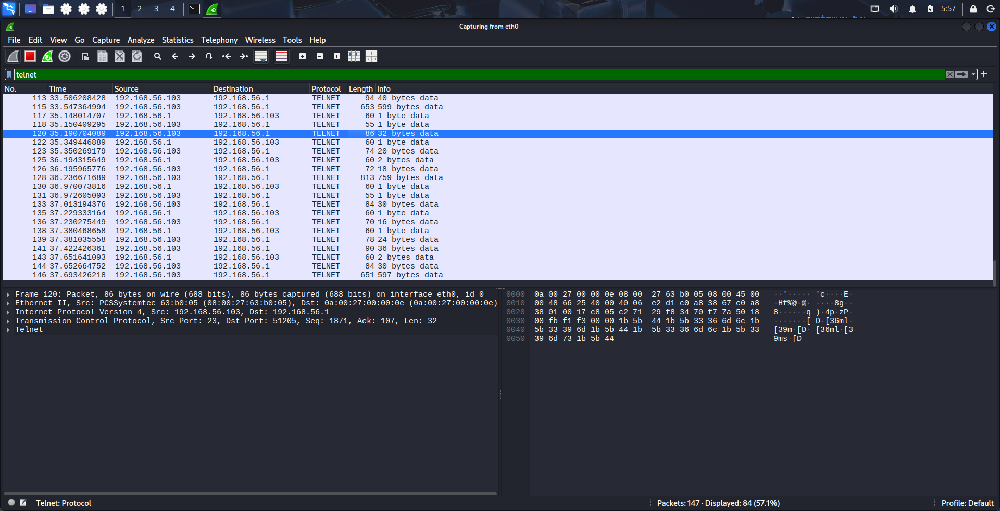 1 2 3 4 5:57
Capturing from eth0
File Edit View Go Capture Analyze Statistics Telephony Wireless Tools Help
telnet
No. Time Source Destination Protocol Length Info
113 33.506208428 192.168.56.103 192.168.56.1 TELNET 94 40 bytes data
115 33.547364994 192.168.56.103 192.168.56.1 TELNET 653 599 bytes data
117 35.148014707 192.168.56.1 192.168.56.103 TELNET 60 1 byte data
118 35.150409295 192.168.56.103 192.168.56.1 TELNET 55 1 byte data
120 35.190704089 192.168.56.103 192.168.56.1 TELNET 86 32 bytes data
122 35.349446889 192.168.56.1 192.168.56.103 TELNET 60 1 byte data
123 35.350269179 192.168.56.103 192.168.56.1 TELNET 74 20 bytes data
125 36.194315649 192.168.56.1 192.168.56.103 TELNET 60 2 bytes data
126 36.195965776 192.168.56.103 192.168.56.1 TELNET 72 18 bytes data
128 36.236671689 192.168.56.103 192.168.56.1 TELNET 813 759 bytes data
130 36.970073816 192.168.56.1 192.168.56.103 TELNET 60 1 byte data
131 36.972605093 192.168.56.103 192.168.56.1 TELNET 55 1 byte data
133 37.013194376 192.168.56.103 192.168.56.1 TELNET 84 30 bytes data
135 37.229333164 192.168.56.1 192.168.56.103 TELNET 60 1 byte data
136 37.230275449 192.168.56.103 192.168.56.1 TELNET 70 16 bytes data
138 37.380468658 192.168.56.1 192.168.56.103 TELNET 60 1 byte data
139 37.381035558 192.168.56.103 192.168.56.1 TELNET 78 24 bytes data
141 37.422426361 192.168.56.103 192.168.56.1 TELNET 90 36 bytes data
143 37.651641093 192.168.56.1 192.168.56.103 TELNET 60 2 bytes data
144 37.652664752 192.168.56.103 192.168.56.1 TELNET 84 30 bytes data
146 37.693426218 192.168.56.103 192.168.56.1 TELNET 651 597 bytes data
Frame 120: Packet, 86 bytes on wire (688 bits), 86 bytes captured (688 bits) on interface eth0, id 0
Ethernet II, Src: PCSSystemtec_63:b0:05 (08:00:27:63:b0:05), Dst: 0a:00:27:00:00:0e (0a:00:27:00:00:0e)
Internet Protocol Version 4, Src: 192.168.56.103, Dst: 192.168.56.1
Transmission Control Protocol, Src Port: 23, Dst Port: 51205, Seq: 1871, Ack: 107, Len: 32
Telnet
0000 0a 00 27 00 00 0e 08 00 27 63 b0 05 08 00 45 00 ··'····· 'c····E·
0010 00 48 66 25 40 00 40 06 e2 d1 c0 a8 38 67 c0 a8 ·Hf%@·@· ····8g··
0020 38 01 00 17 c8 05 c2 71 29 f8 34 70 f7 7a 50 18 8······q )·4p·zP·
0030 00 fb f1 f3 00 00 1b 5b 44 1b 5b 33 36 6d 6c 1b ·······[ D·[36ml·
0040 5b 33 39 6d 1b 5b 44 1b 5b 33 36 6d 6c 1b 5b 33 [39m·[D· [36ml·[3
0050 39 6d 73 1b 5b 44 9ms·[D
Telnet: Protocol
Packets: 147 · Displayed: 84 (57.1%)
Profile: Default